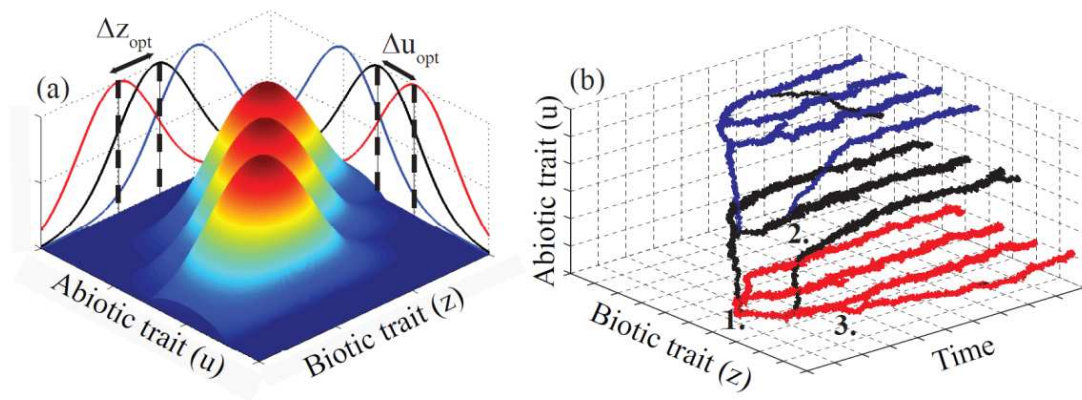 (a)
Δz_opt
Δu_opt
Abiotic trait (u)
Biotic trait (z)
(b)
Abiotic trait (u)
Biotic trait (z)
Time
1.
2.
3.